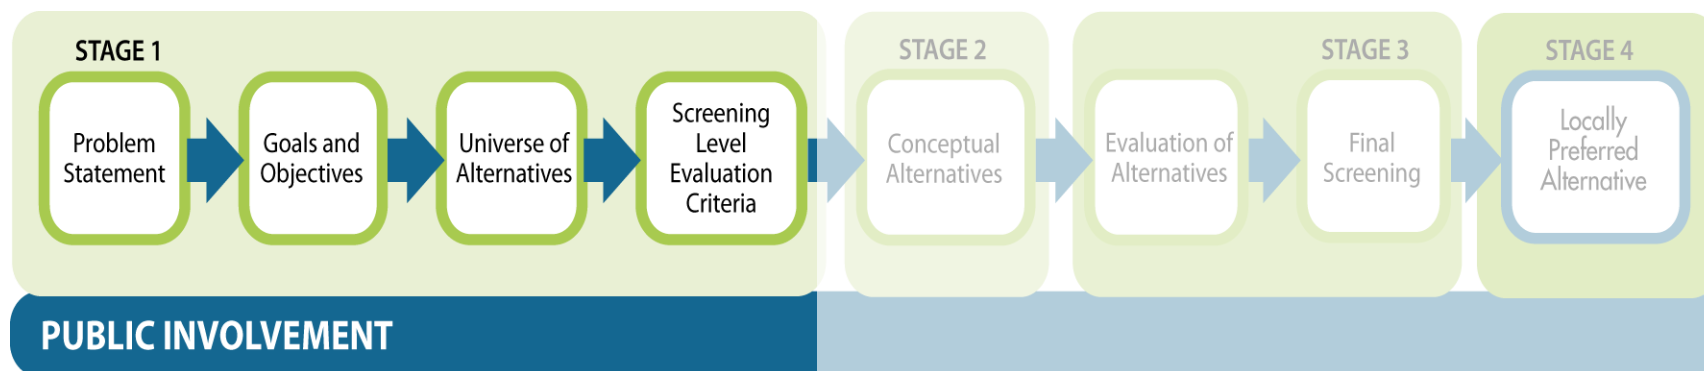 STAGE 1
Problem
Statement
Goals and
Objectives
Universe of
Alternatives
Screening
Level
Evaluation
Criteria
STAGE 2
Conceptual
Alternatives
STAGE 3
Evaluation of
Alternatives
Final
Screening
STAGE 4
Locally
Preferred
Alternative
PUBLIC INVOLVEMENT